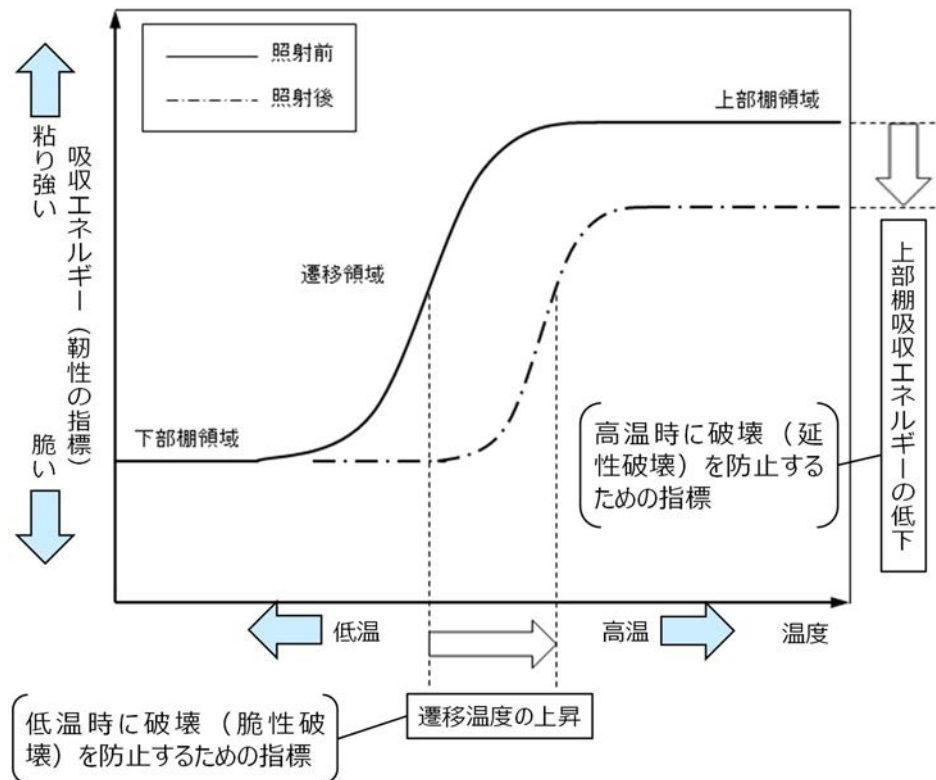 照射前
照射後
上部棚領域
遷移領域
下部棚領域
粘り強い
吸収エネルギー(靭性の指標)
脆い
高温時に破壊(延
性破壊)を防止する
ための指標
上部棚吸収エネルギーの低下
低温
高温
温度
遷移温度の上昇
低温時に破壊(脆性破
壊)を防止するための指標